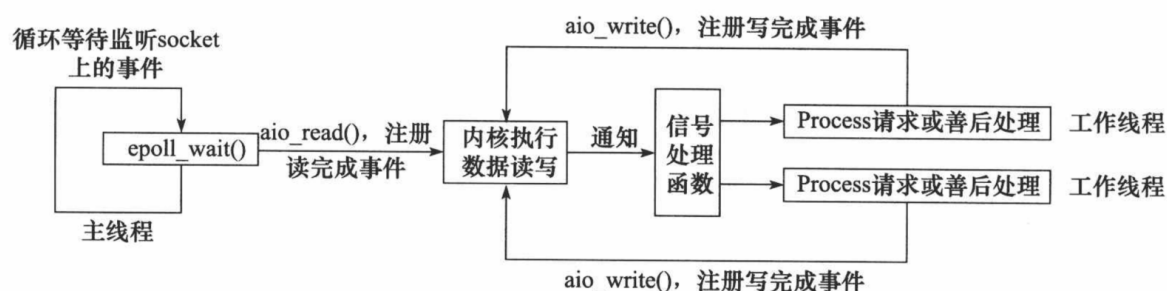 aio_write()，注册写完成事件
循环等待监听socket
上的事件
epoll_wait()
主线程
aio_read()，注册
读完成事件
内核执行
数据读写
通知
信号
处理
函数
Process请求或善后处理
工作线程
Process请求或善后处理
工作线程
aio_write()，注册写完成事件